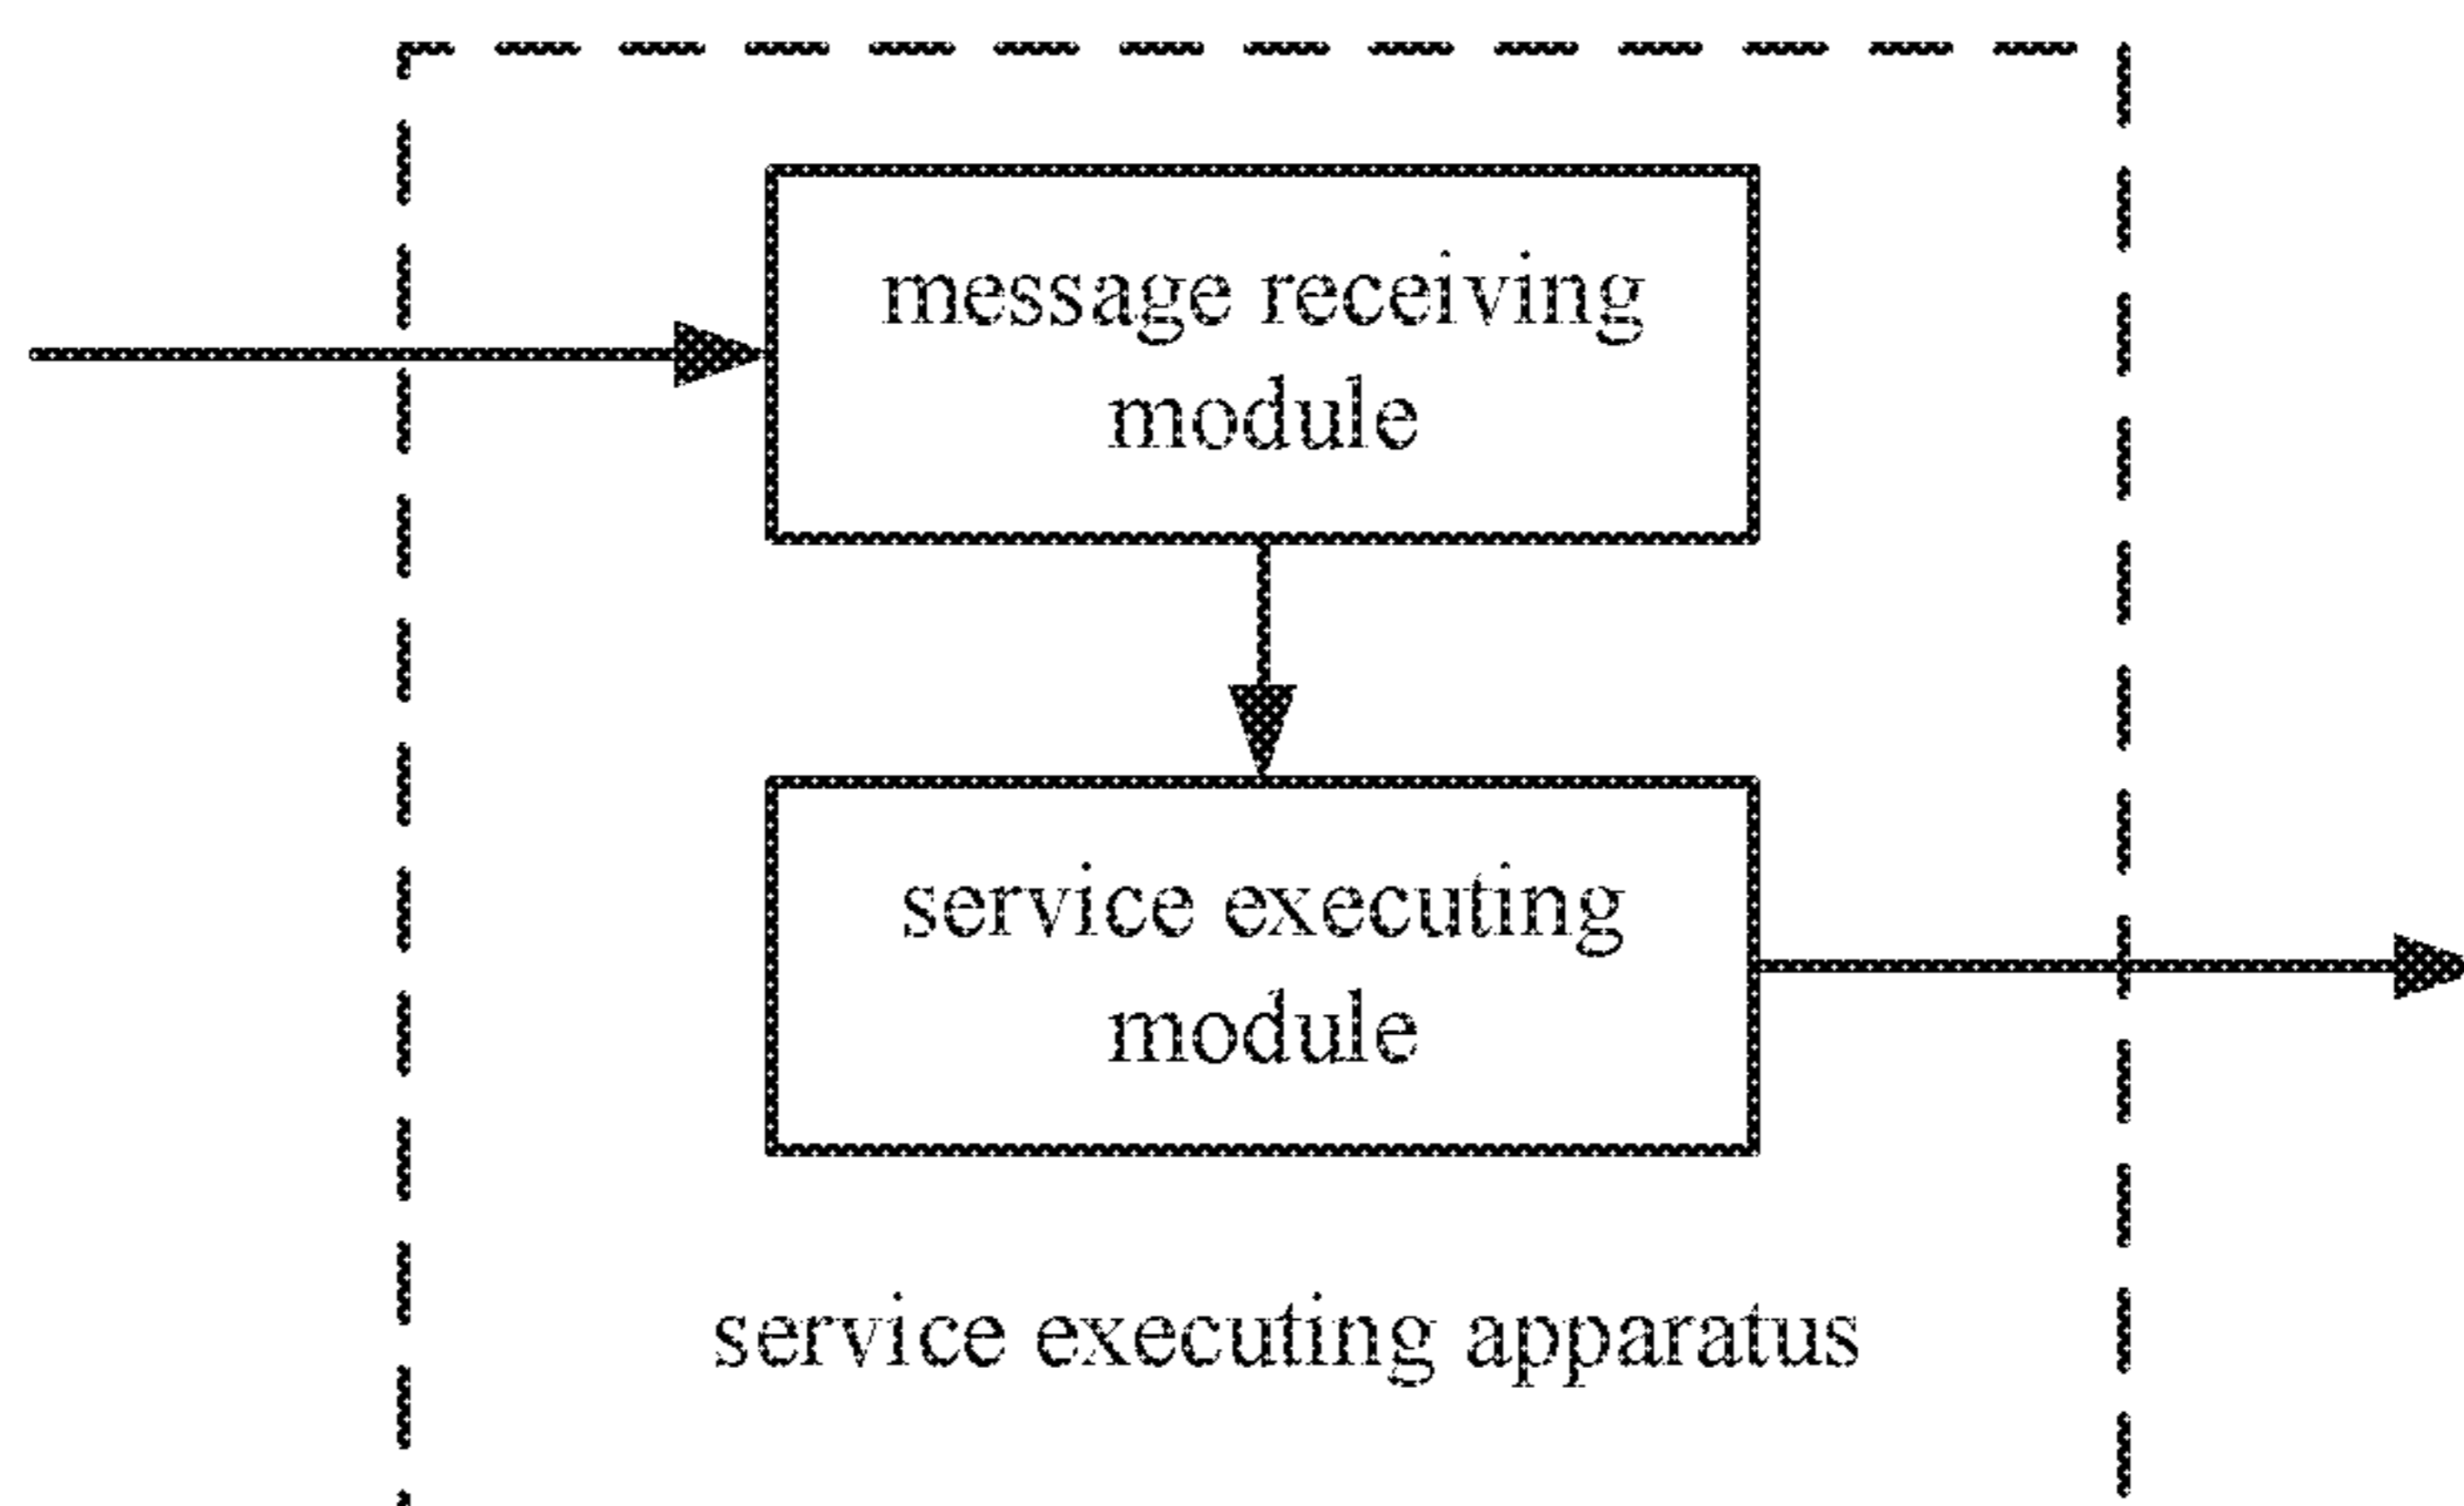 message receiving
module
service executing
module
service executing apparatus